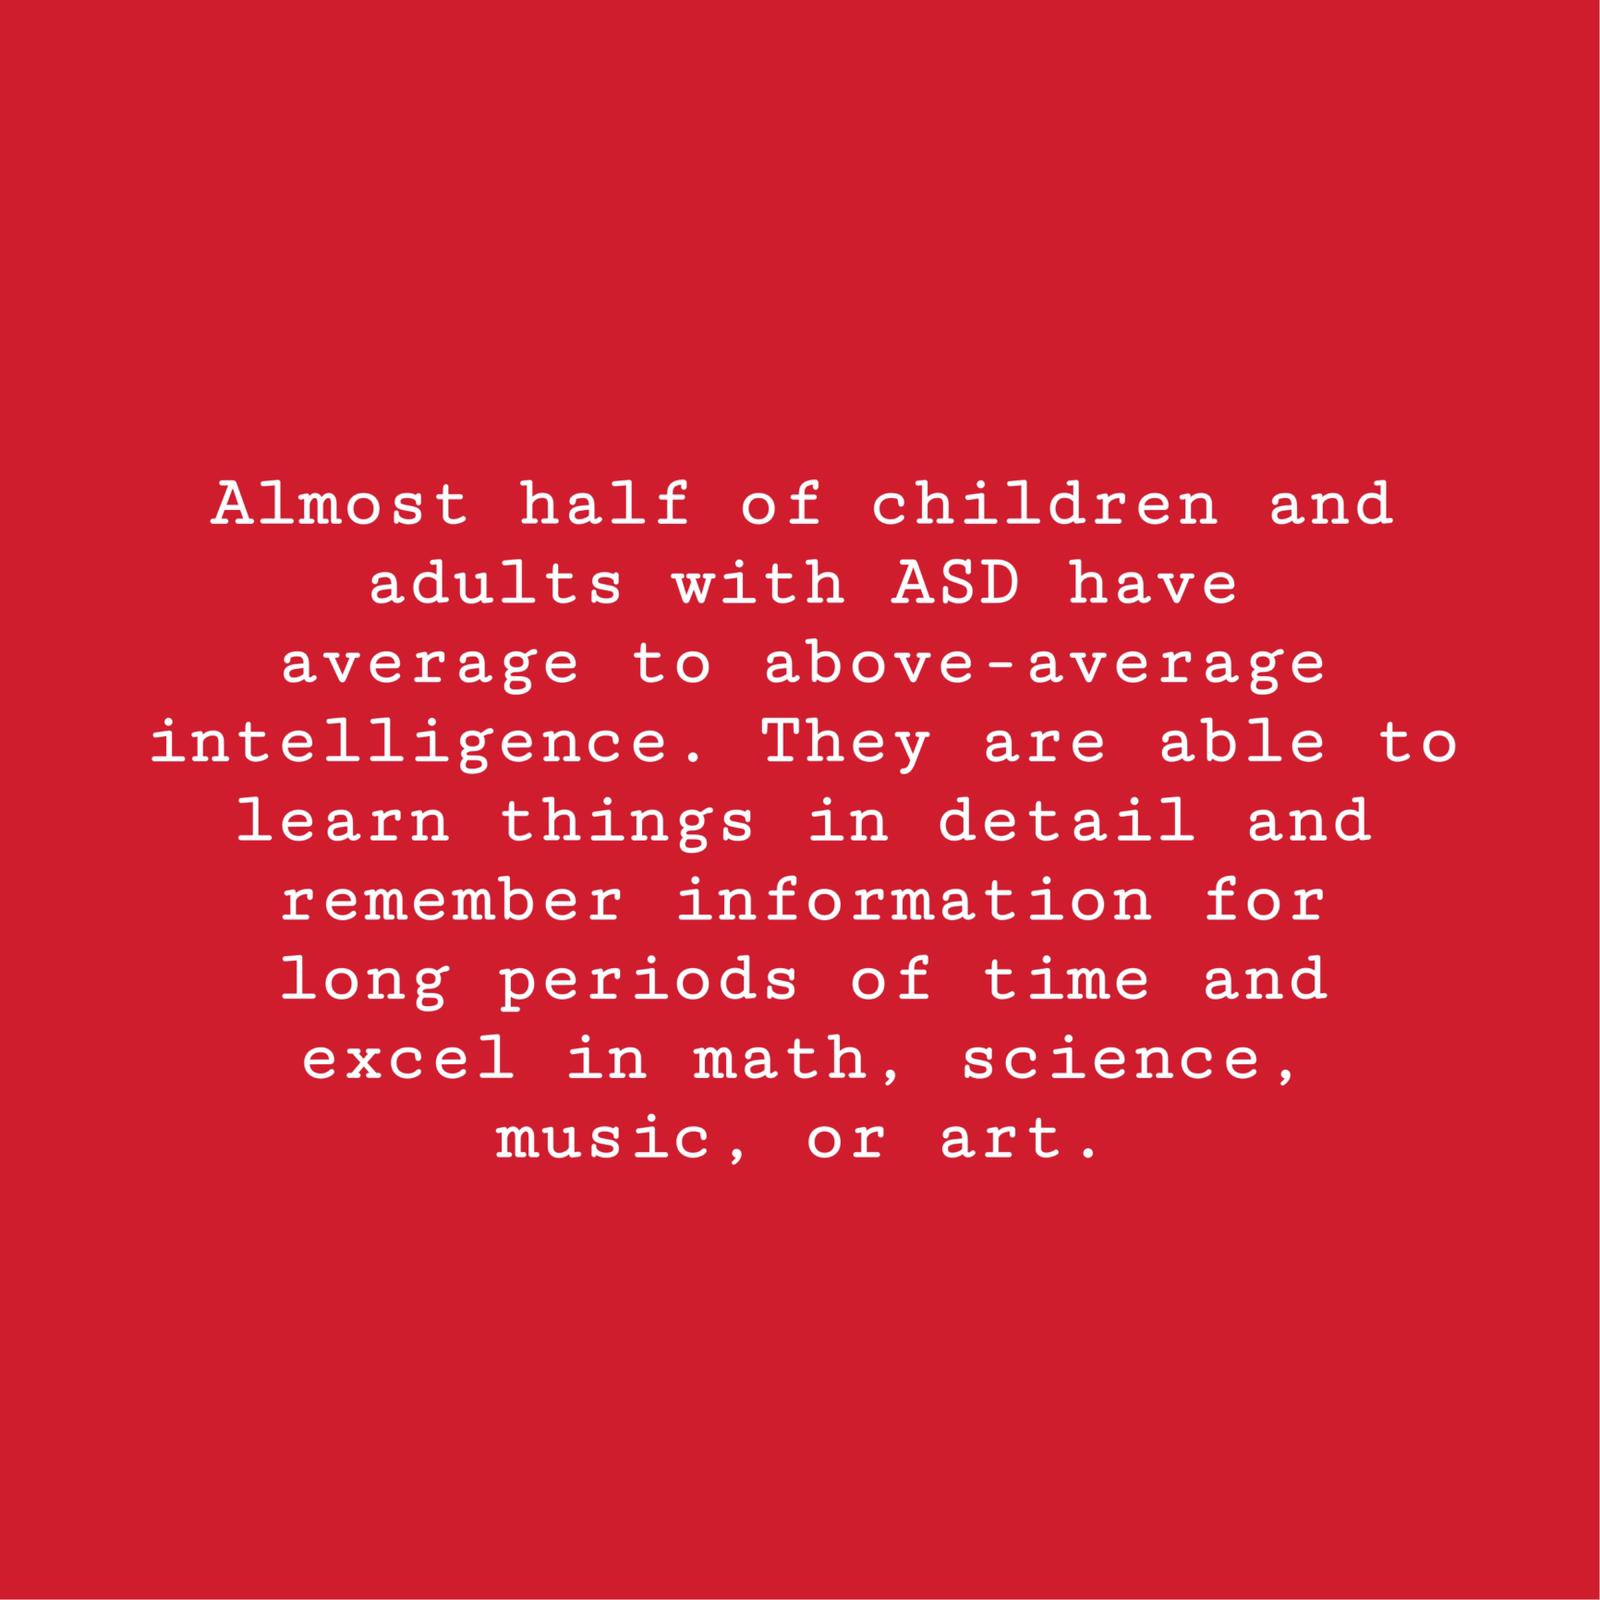 Almost half of children and
adults with ASD have
average to above-average
intelligence. They are able to
learn things in detail and
remember information for
long periods of time and
excel in math, science,
music, or art.